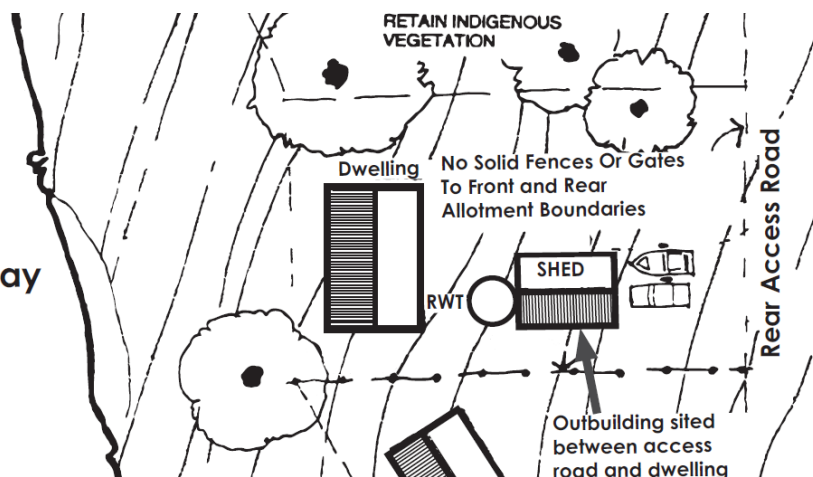 RETAIN INDIGENOUS
VEGETATION
Dwelling
No Solid Fences Or Gates
To Front and Rear
Allotment Boundaries
ay
RWT
SHED
Rear Access Road
Outbuilding sited
between access
road and dwelling